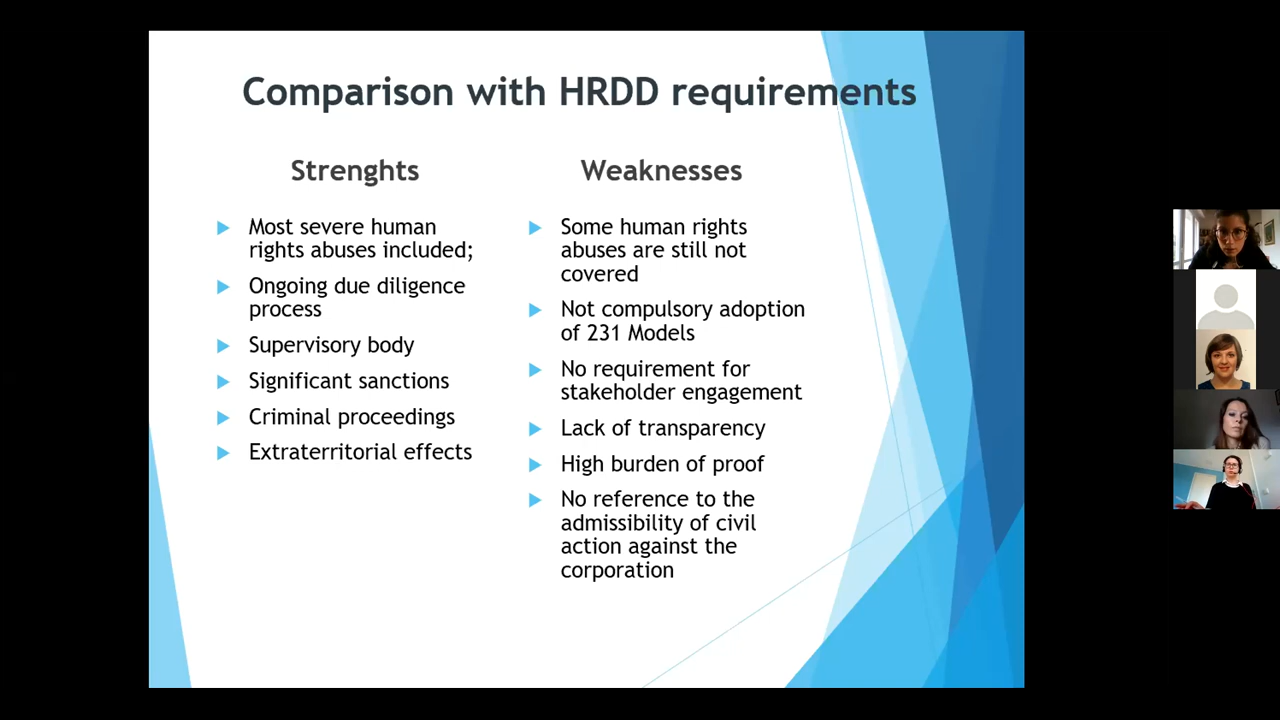 Comparison with HRDD requirements
Strenghts
Most severe human
rights abuses included;
Ongoing due diligence
process
Supervisory body
Significant sanctions
Criminal proceedings
Extraterritorial effects
Weaknesses
Some human rights
abuses are still not
covered
Not compulsory adoption
of 231 Models
No requirement for
stakeholder engagement
Lack of transparency
High burden of proof
No reference to the
admissibility of civil
action against the
corporation